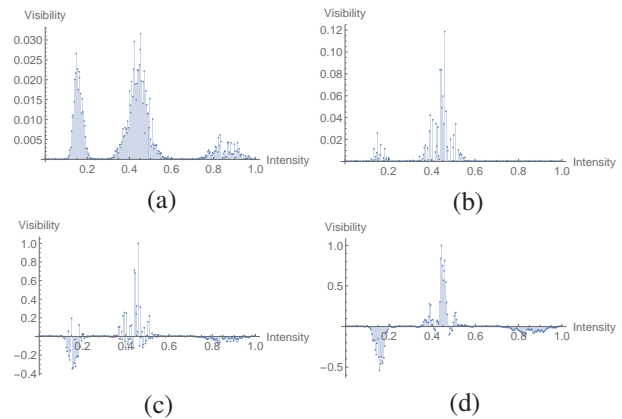 Visibility
0.030
0.025
0.020
0.015
0.010
0.005
0.2 0.4 0.6 0.8 1.0 Intensity
(a)
Visibility
0.12
0.10
0.08
0.06
0.04
0.02
0.2 0.4 0.6 0.8 1.0 Intensity
(b)
Visibility
1.0
0.8
0.6
0.4
0.2
-0.2
-0.4
0.2 0.4 0.6 0.8 1.0 Intensity
(c)
Visibility
1.0
0.5
-0.5
0.2 0.4 0.6 0.8 1.0 Intensity
(d)